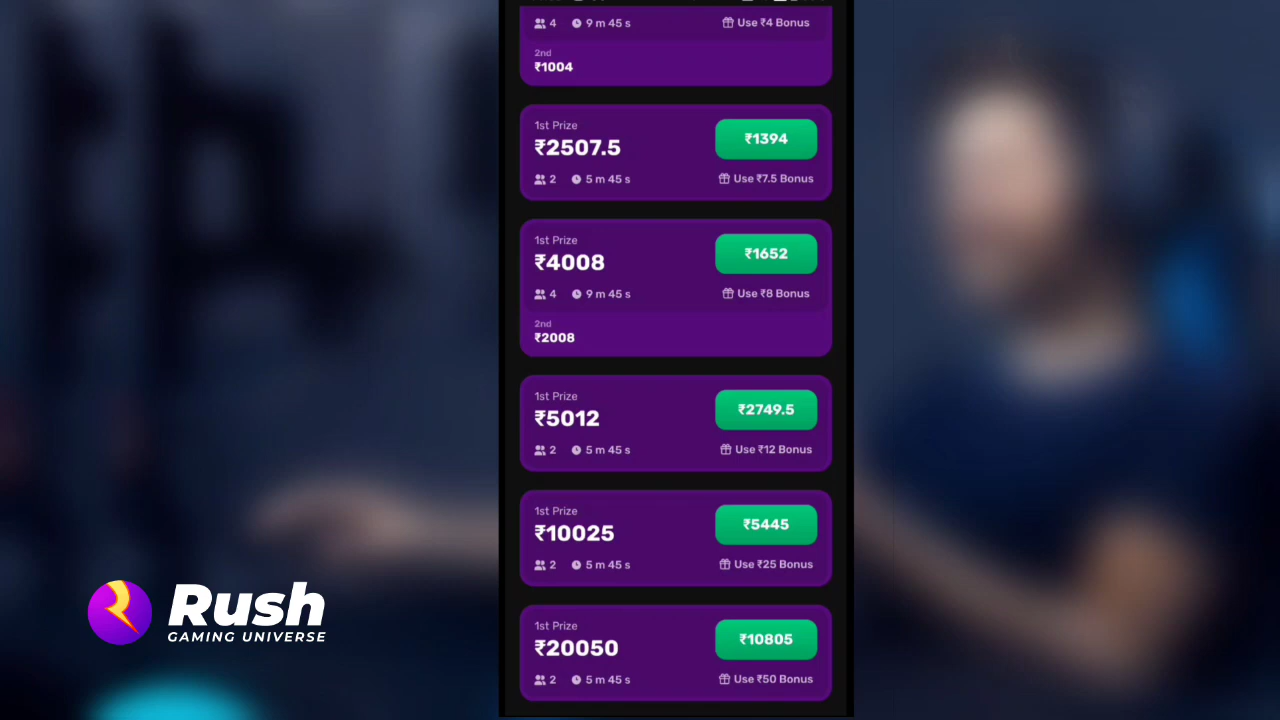 4 9 m 45 s Use ₹4 Bonus
2nd
₹1004
1st Prize
₹2507.5 ₹1394
2 5 m 45 s Use ₹7.5 Bonus
1st Prize
₹4008 ₹1652
4 9 m 45 s Use ₹8 Bonus
2nd
₹2008
1st Prize
₹5012 ₹2749.5
2 5 m 45 s Use ₹12 Bonus
1st Prize
₹10025 ₹5445
2 5 m 45 s Use ₹25 Bonus
1st Prize
₹20050 ₹10805
2 5 m 45 s Use ₹50 Bonus
Rush
GAMING UNIVERSE